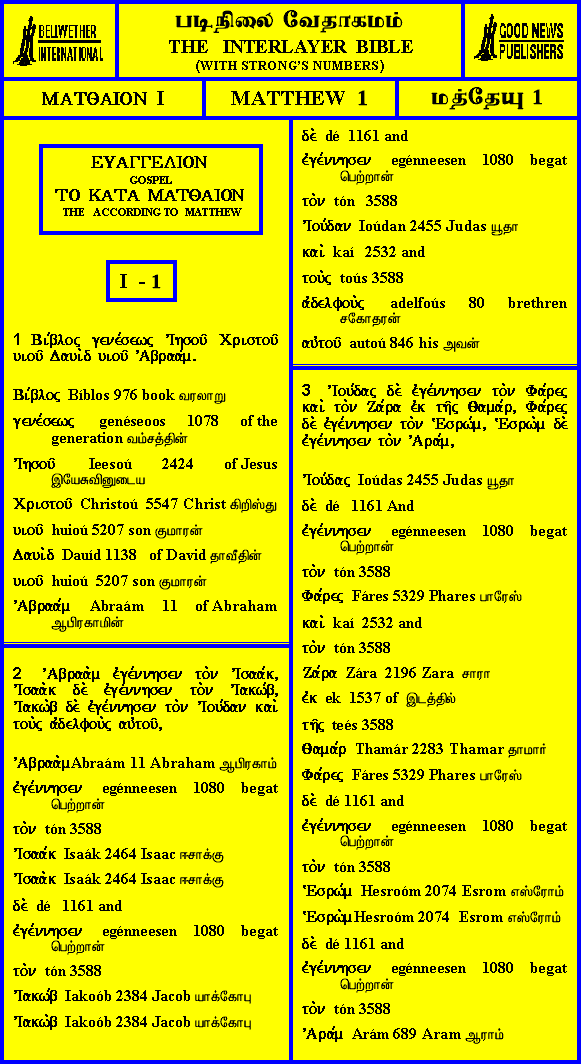 BELLWETHER
INTERNATIONAL
படிநிலை வேதாகமம்
THE INTERLAYER BIBLE
(WITH STRONG'S NUMBERS)
GOOD NEWS
PUBLISHERS
ΜΑΤΘΑΙΟΝ Ι
MATTHEW 1
மத்தேயு 1
ΕΥΑΓΓΕΛΙΟΝ
GOSPEL
ΤΟ ΚΑΤΑ ΜΑΤΘΑΙΟΝ
THE ACCORDING TO MATTHEW
I - 1
1 Βίβλος γενέσεως Ἰησοῦ Χριστοῦ
υιοῦ Δαυὶδ υιοῦ Ἀβραάμ.
Βίβλος Bíblos 976 book வரலாறு
γενέσεως genéseoos 1078 of the
generation வம்சத்தின்
Ἰησοῦ Ieesoú 2424 of Jesus
இயேசுவினுடைய
Χριστοῦ Christoú 5547 Christ கிறிஸ்து
υιοῦ huioú 5207 son குமாரன்
Δαυὶδ Dauíd 1138 of David தாவீதின்
υιοῦ huioú 5207 son குமாரன்
Ἀβραάμ Abraám 11 of Abraham
ஆபிரகாமின்
2 Ἀβραὰμ ἐγέννησεν τὸν Ἰσαάκ,
Ἰσαὰκ δὲ ἐγέννησεν τὸν Ἰακώβ,
Ἰακὼβ δὲ ἐγέννησεν τὸν Ἰούδαν καὶ
τοὺς ἀδελφοὺς αὐτοῦ,
Ἀβραὰμ Abraám 11 Abraham ஆபிரகாம்
ἐγέννησεν egénneesen 1080 begat
பெற்றான்
τὸν tón 3588
Ἰσαάκ Isaák 2464 Isaac ஈசாக்கு
Ἰσαὰκ Isaák 2464 Isaac ஈசாக்கு
δὲ dé 1161 and
ἐγέννησεν egénneesen 1080 begat
பெற்றான்
τὸν tón 3588
Ἰακώβ Iakoób 2384 Jacob யாக்கோபு
Ἰακὼβ Iakoób 2384 Jacob யாக்கோபு
δὲ dé 1161 and
ἐγέννησεν egénneesen 1080 begat
பெற்றான்
τὸν tón 3588
Ἰούδαν Ioúdan 2455 Judas யூதா
καὶ kaí 2532 and
τοὺς toús 3588
ἀδελφοὺς adelfoús 80 brethren
சகோதரன்
αὐτοῦ autoú 846 his அவன்
3 Ἰούδας δὲ ἐγέννησεν τὸν Φάρες
καὶ τὸν Ζάρα ἐκ τῆς Θαμάρ, Φάρες
δὲ ἐγέννησεν τὸν Ἑσρώμ, Ἑσρὼμ δὲ
ἐγέννησεν τὸν Ἀράμ,
Ἰούδας Ioúdas 2455 Judas யூதா
δὲ dé 1161 And
ἐγέννησεν egénneesen 1080 begat
பெற்றான்
τὸν tón 3588
Φάρες Fáres 5329 Phares பாரேஸ்
καὶ kaí 2532 and
τὸν tón 3588
Ζάρα Zára 2196 Zara சாரா
ἐκ ek 1537 of இடத்தில்
τῆς teés 3588
Θαμάρ Thamár 2283 Thamar தாமார்
Φάρες Fáres 5329 Phares பாரேஸ்
δὲ dé 1161 and
ἐγέννησεν egénneesen 1080 begat
பெற்றான்
τὸν tón 3588
Ἑσρώμ Hesroóm 2074 Esrom எஸ்ரோம்
Ἑσρὼμ Hesroóm 2074 Esrom எஸ்ரோம்
δὲ dé 1161 and
ἐγέννησεν egénneesen 1080 begat
பெற்றான்
τὸν tón 3588
Ἀράμ Arám 689 Aram ஆராம்